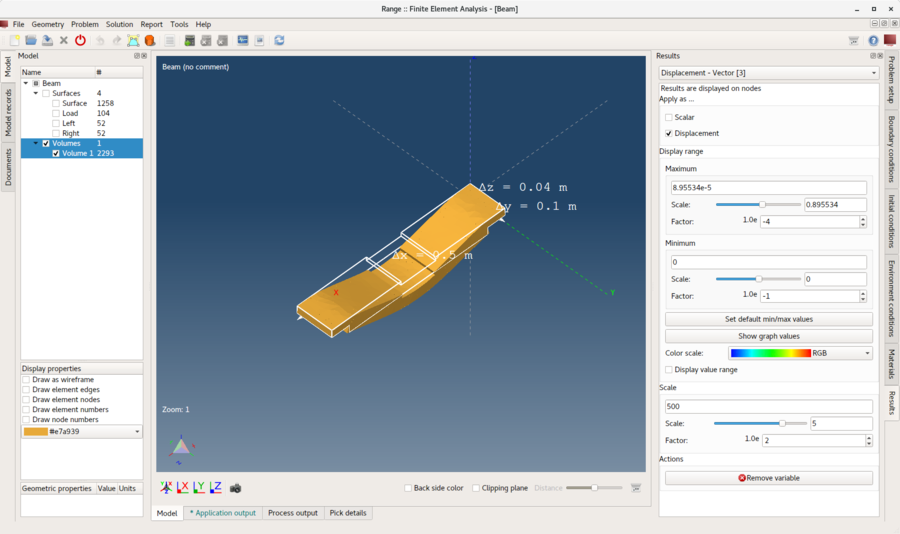 Range :: Finite Element Analysis - [Beam]
File Geometry Problem Solution Report Tools Help
Model
Model records
Documents
Model
Name #
Beam
Surfaces 4
Surface 1258
Load 104
Left 52
Right 52
Volumes 1
Volume 1 2293
Display properties
Draw as wireframe
Draw element edges
Draw element nodes
Draw element numbers
Draw node numbers
#e7a939
Geometric properties Value Units
Beam (no comment)
Δz = 0.04 m
Δy = 0.1 m
Δx = 0.5 m
X
Y
Zoom: 1
Back side color Clipping plane Distance
Model * Application output Process output Pick details
Results
Displacement - Vector [3]
Results are displayed on nodes
Apply as ...
Scalar
Displacement
Display range
Maximum
8.95534e-5
Scale: 0.895534
Factor: 1.0e -4
Minimum
0
Scale: 0
Factor: 1.0e -1
Set default min/max values
Show graph values
Color scale: RGB
Display value range
Scale
500
Scale: 5
Factor: 1.0e 2
Actions
Remove variable
Problem setup
Boundary conditions
Initial conditions
Environment conditions
Materials
Results